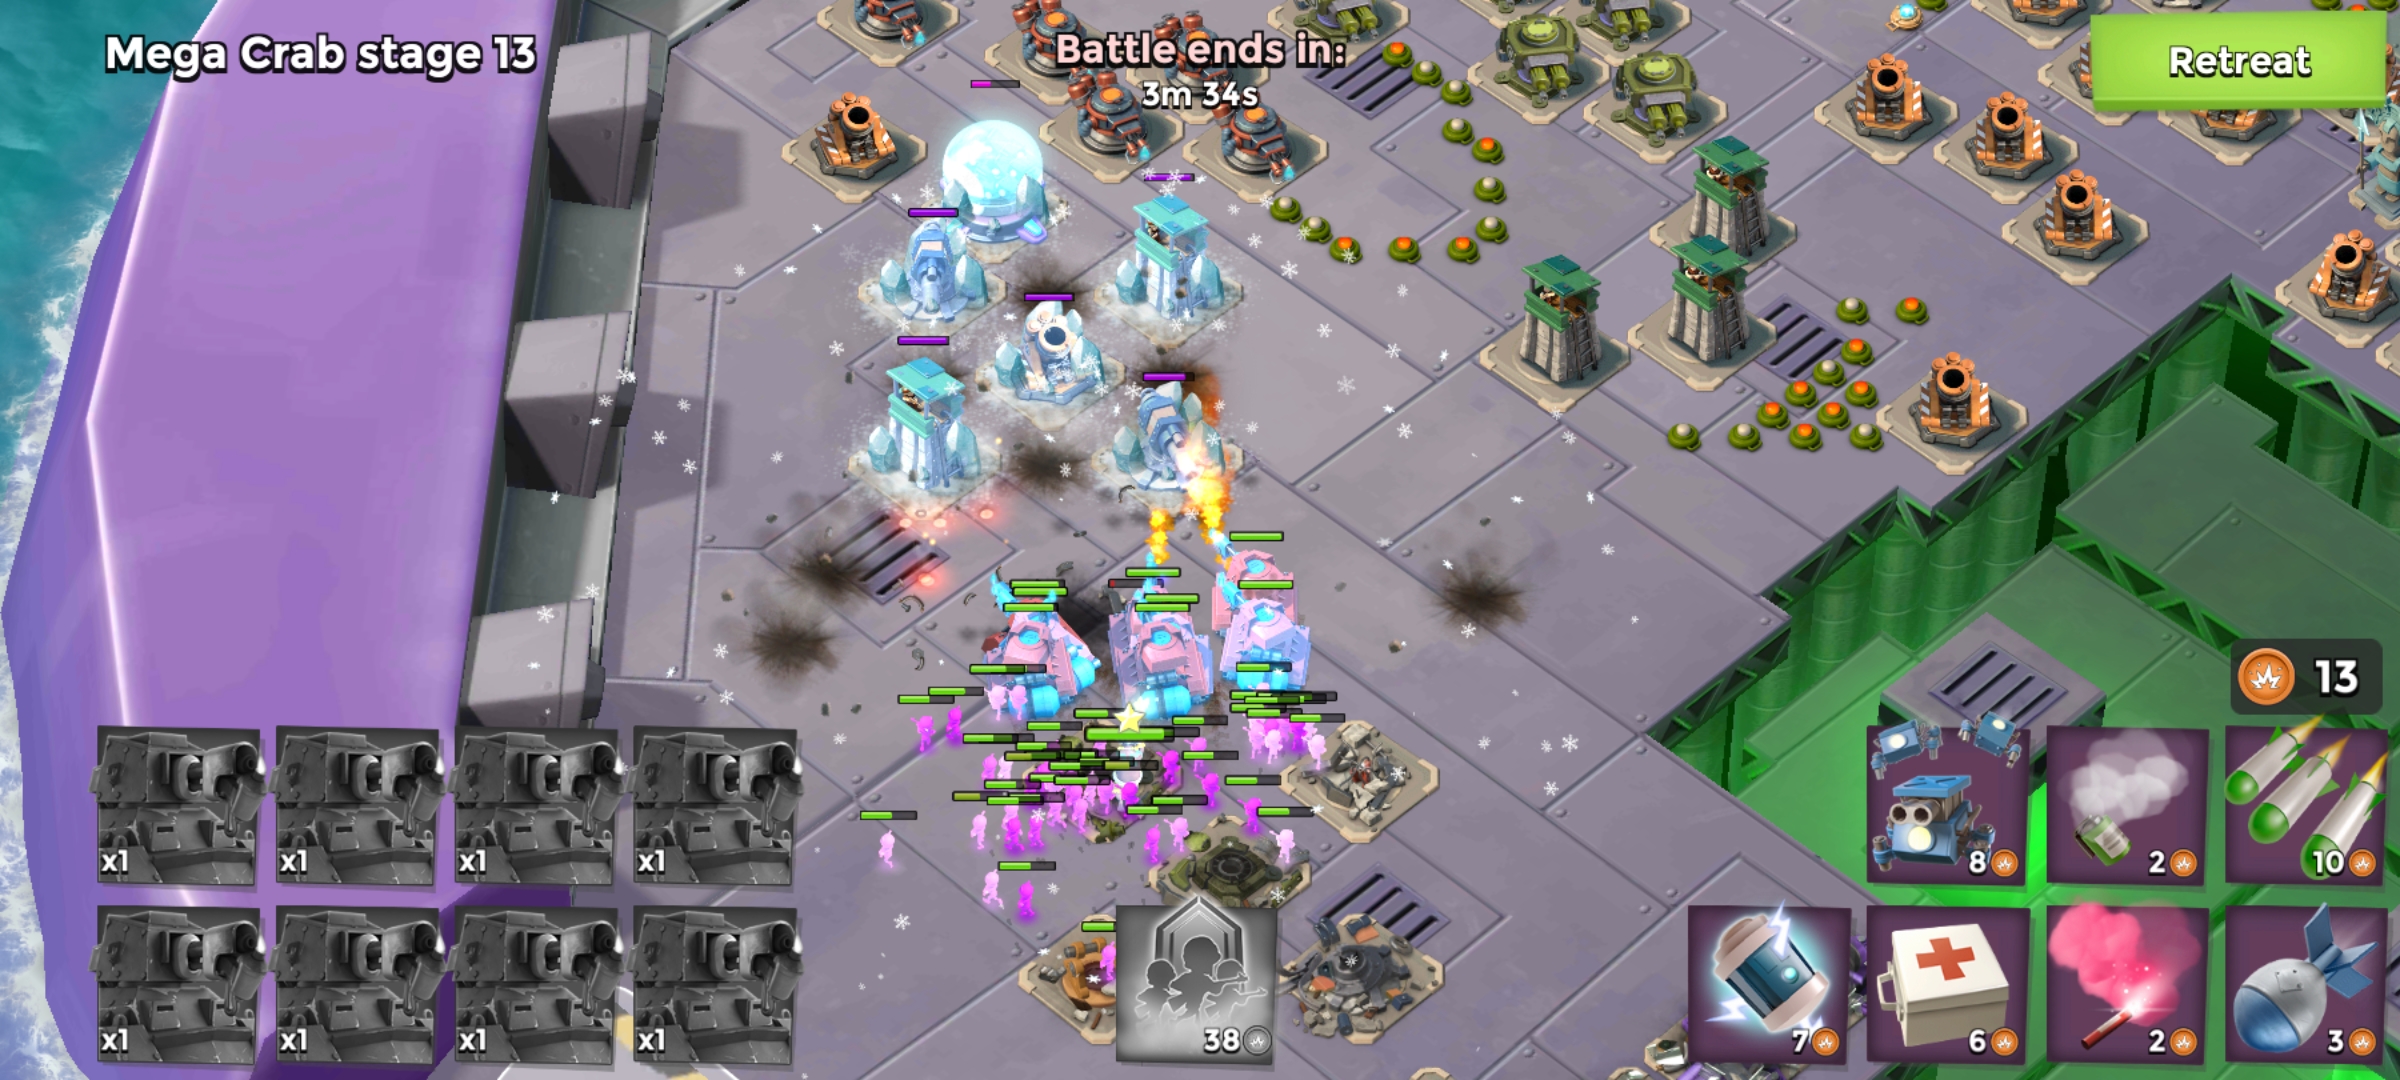 Mega Crab stage 13
Battle ends in:
3m 34s
Retreat
13
x1
x1
x1
x1
8
2
10
x1
x1
x1
x1
38
7
6
2
3